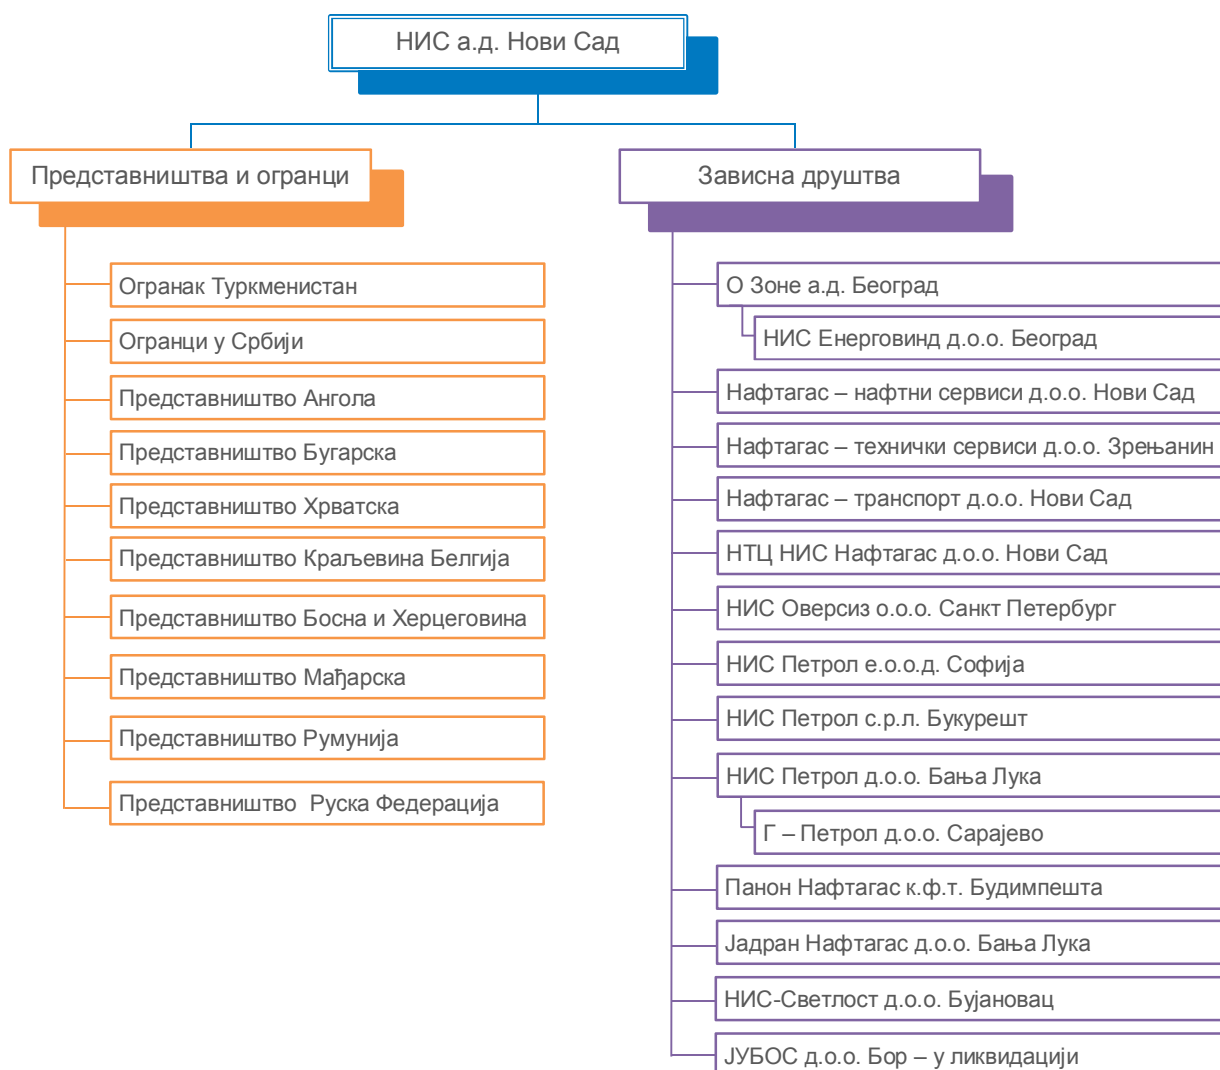 НИС а.д. Нови Сад
Представништва и огранци
Огранак Туркменистан
Огранци у Србији
Представништво Ангола
Представништво Бугарска
Представништво Хрватска
Представништво Краљевина Белгија
Представништво Босна и Херцеговина
Представништво Мађарска
Представништво Румунија
Представништво Руска Федерација
Зависна друштва
О Зоне а.д. Београд
НИС Енерговинд д.о.о. Београд
Нафтагас – нафтни сервиси д.о.о. Нови Сад
Нафтагас – технички сервиси д.о.о. Зрењанин
Нафтагас – транспорт д.о.о. Нови Сад
НТЦ НИС Нафтагас д.о.о. Нови Сад
НИС Оверсиз о.о.о. Санкт Петербург
НИС Петрол е.о.о.д. Софија
НИС Петрол с.р.л. Букурешт
НИС Петрол д.о.о. Бања Лука
Г – Петрол д.о.о. Сарајево
Панон Нафтагас к.ф.т. Будимпешта
Јадран Нафтагас д.о.о. Бања Лука
НИС-Светлост д.о.о. Бујановац
ЈУБОС д.о.о. Бор – у ликвидацији